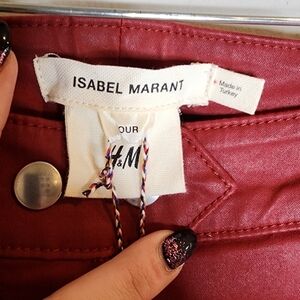 ISABEL MARANT
Made in
Turkey
OUR
H&M